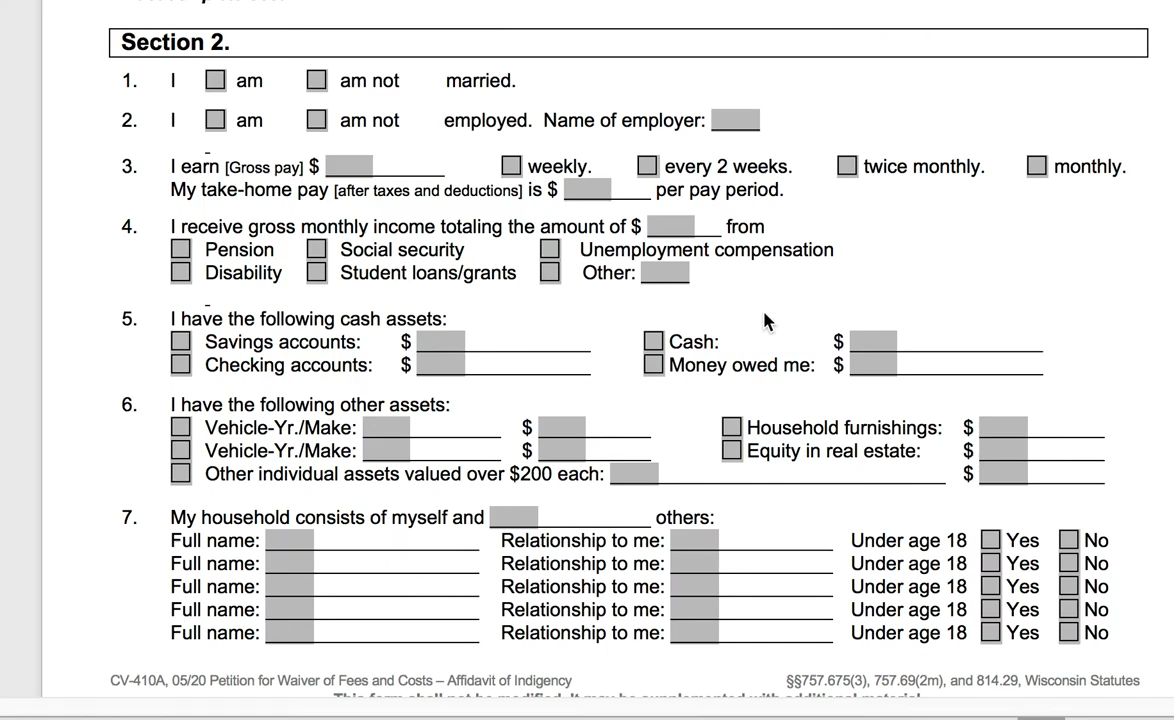 Section 2.
1. I am am not married.
2. I am am not employed. Name of employer:
3. I earn [Gross pay] $ weekly. every 2 weeks. twice monthly. monthly.
My take-home pay [after taxes and deductions] is $ per pay period.
4. I receive gross monthly income totaling the amount of $ from
Pension Social security Unemployment compensation
Disability Student loans/grants Other:
5. I have the following cash assets:
Savings accounts: $ Cash: $
Checking accounts: $ Money owed me: $
6. I have the following other assets:
Vehicle-Yr./Make: $ Household furnishings: $
Vehicle-Yr./Make: $ Equity in real estate: $
Other individual assets valued over $200 each: $
7. My household consists of myself and others:
Full name: Relationship to me: Under age 18 Yes No
Full name: Relationship to me: Under age 18 Yes No
Full name: Relationship to me: Under age 18 Yes No
Full name: Relationship to me: Under age 18 Yes No
Full name: Relationship to me: Under age 18 Yes No
CV-410A, 05/20 Petition for Waiver of Fees and Costs – Affidavit of Indigency §§757.675(3), 757.69(2m), and 814.29, Wisconsin Statutes
This form shall not be modified. It may be supplemented with additional material.